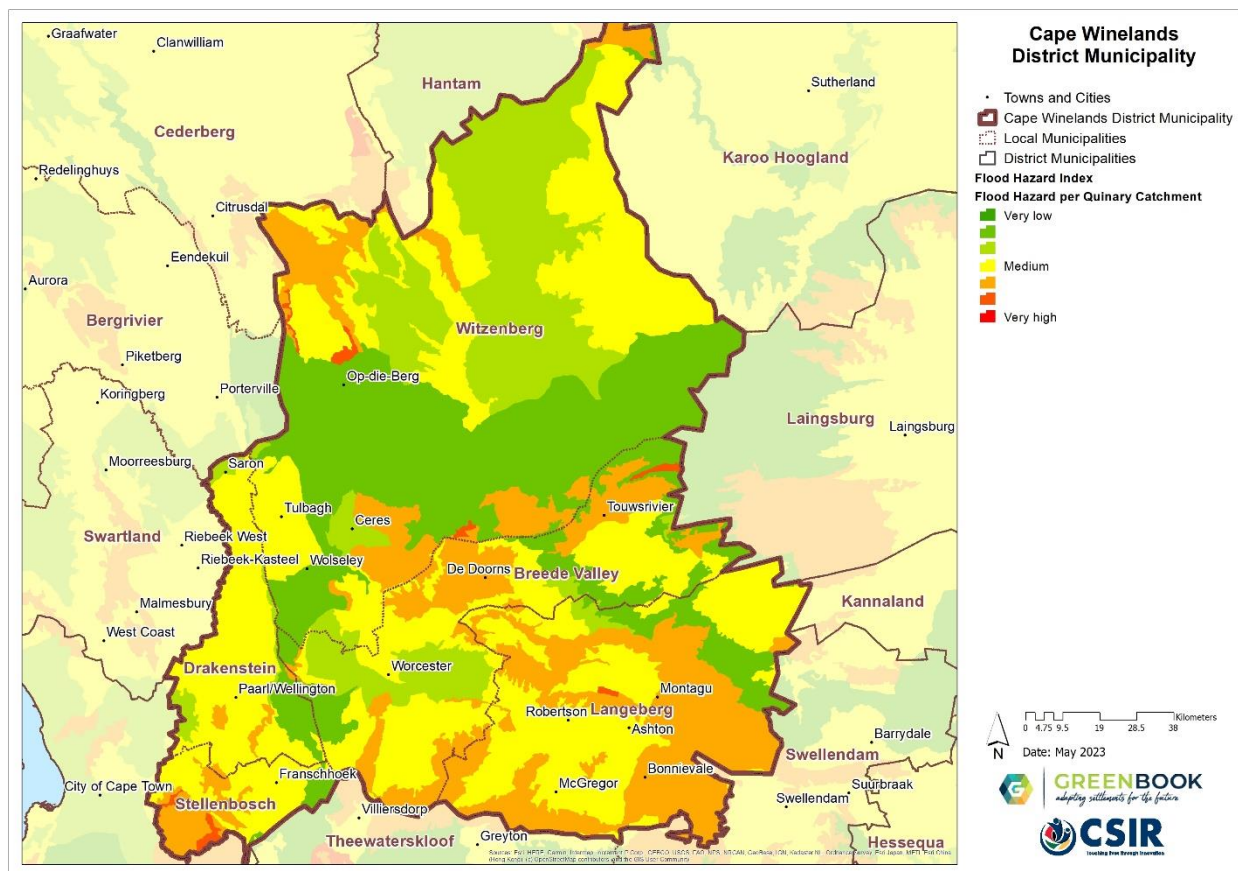 Graafwater
Clanwilliam
Hantam
Sutherland
Cederberg
Karoo Hoogland
Redelinghuys
Citrusdal
Eendekuil
Aurora
Bergrivier
Witzenberg
Piketberg
Op-die-Berg
Porterville
Koringberg
Laingsburg
Laingsburg
Moorreesburg
Saron
Tulbagh
Ceres
Touwsrivier
Swartland
Riebeek West
Riebeek-Kasteel
Wolseley
De Doorns
Breede Valley
Malmesbury
Kannaland
West Coast
Drakenstein
Worcester
Paarl/Wellington
Montagu
Robertson
Langeberg
Ashton
Swellendam
Barrydale
Franschhoek
City of Cape Town
McGregor
Bonnievale
Stellenbosch
Villiersdorp
Swellendam
Suurbraak
Theewaterskloof
Greyton
Hessequa
Cape Winelands
District Municipality
Towns and Cities
Cape Winelands District Municipality
Local Municipalities
District Municipalities
Flood Hazard Index
Flood Hazard per Quinary Catchment
Very low
Medium
Very high
Kilometers
0 4.75 9.5 19 28.5 38
N
Date: May 2023
GREENBOOK
adapting settlements for the future
CSIR
Touching lives through innovation